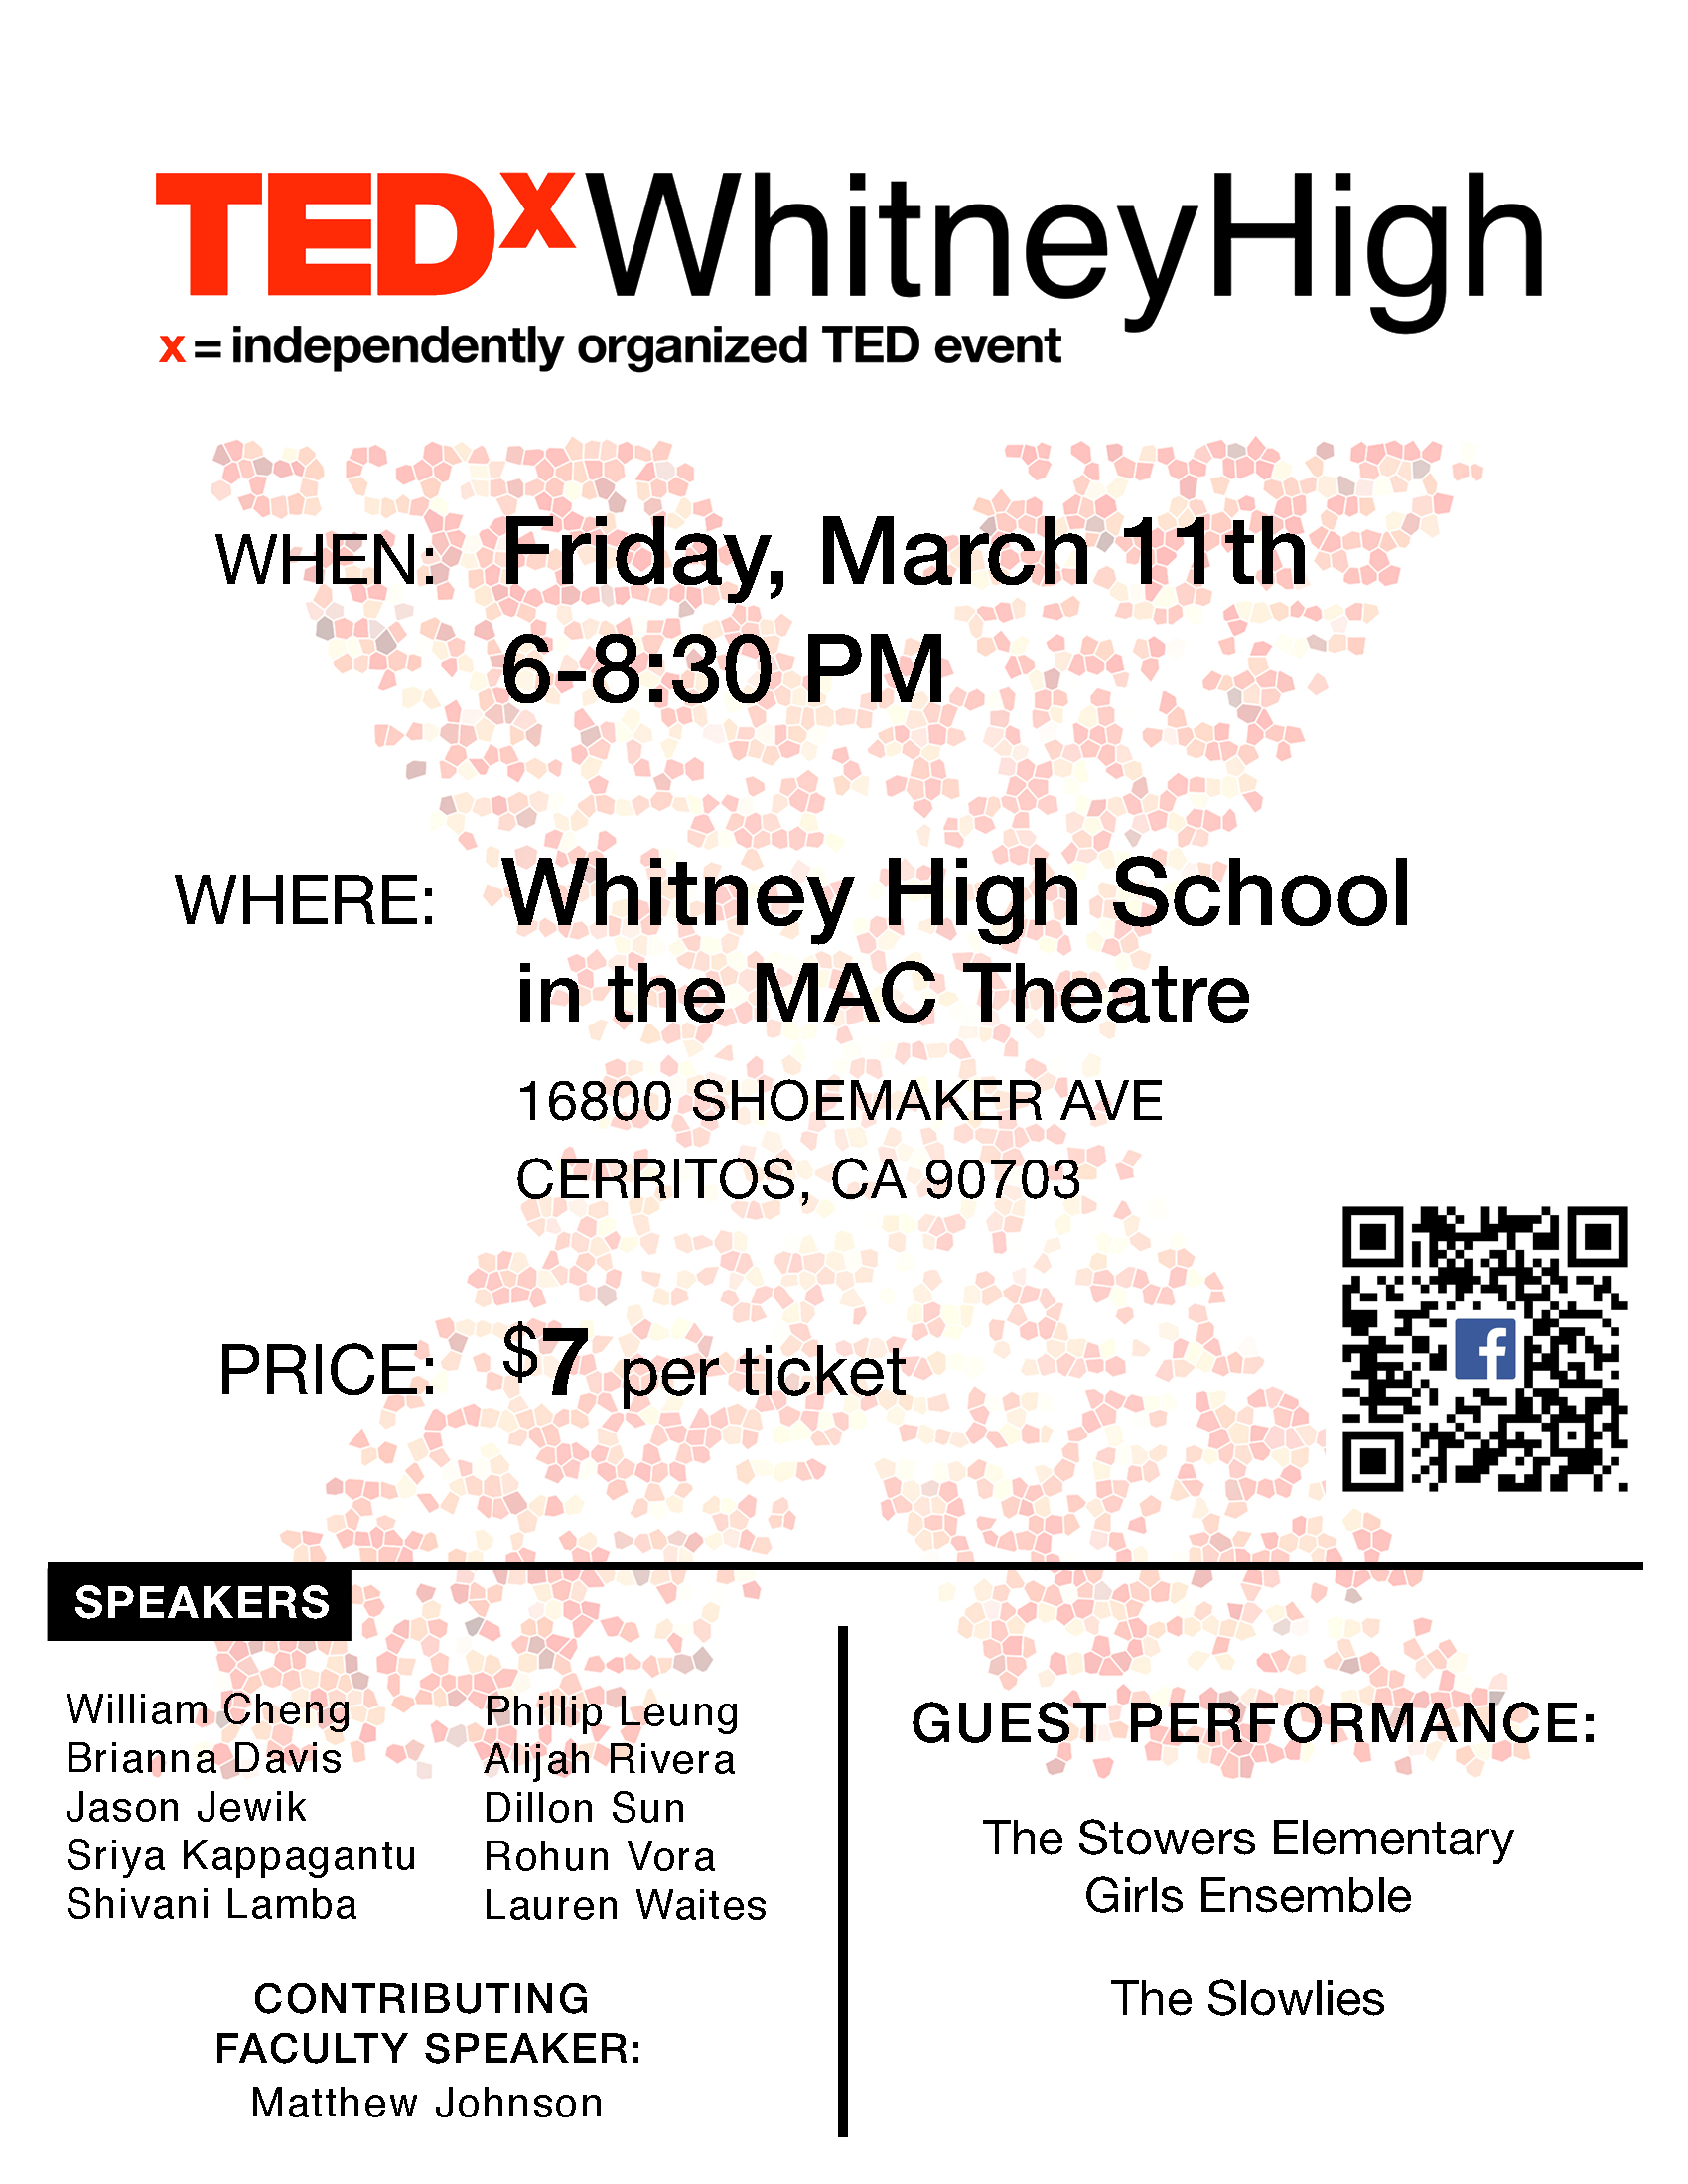 TEDxWhitneyHigh
x = independently organized TED event
WHEN: Friday, March 11th
6-8:30 PM
WHERE: Whitney High School
in the MAC Theatre
16800 SHOEMAKER AVE
CERRITOS, CA 90703
PRICE: $7 per ticket
f
SPEAKERS
William Cheng
Brianna Davis
Jason Jewik
Sriya Kappagantu
Shivani Lamba
Phillip Leung
Alijah Rivera
Dillon Sun
Rohun Vora
Lauren Waites
CONTRIBUTING
FACULTY SPEAKER:
Matthew Johnson
GUEST PERFORMANCE:
The Stowers Elementary
Girls Ensemble
The Slowlies